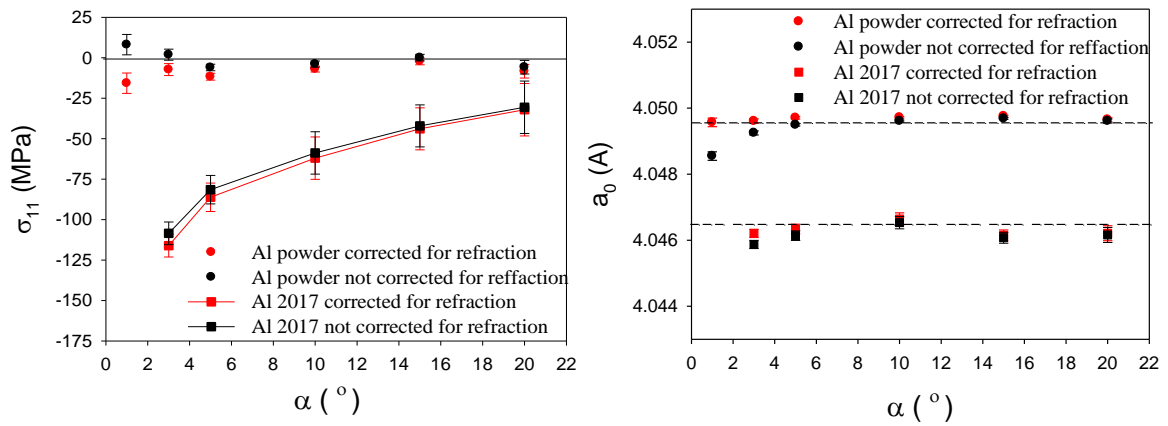 25
0
-25
-50
-75
-100
-125
-150
-175
σ11 (MPa)
Al powder corrected for refraction
Al powder not corrected for reffaction
Al 2017 corrected for refraction
Al 2017 not corrected for refraction
0 2 4 6 8 10 12 14 16 18 20 22
α ( o )
4.052
4.050
4.048
4.046
4.044
a0 (A)
Al powder corrected for refraction
Al powder not corrected for reffaction
Al 2017 corrected for refraction
Al 2017 not corrected for refraction
0 2 4 6 8 10 12 14 16 18 20 22
α ( o )